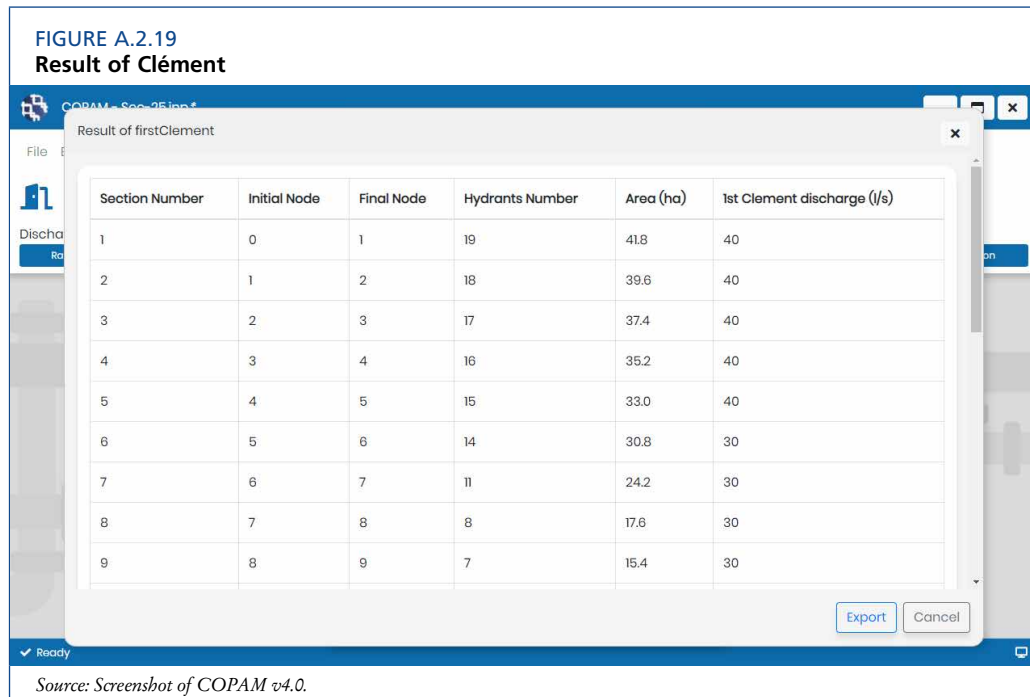 FIGURE A.2.19
Result of Clément
Result of firstClement
File
Section Number Initial Node Final Node Hydrants Number Area (ha) 1st Clement discharge (l/s)
1 0 1 19 41.8 40
2 1 2 18 39.6 40
3 2 3 17 37.4 40
4 3 4 16 35.2 40
5 4 5 15 33.0 40
6 5 6 14 30.8 30
7 6 7 11 24.2 30
8 7 8 8 17.6 30
9 8 9 7 15.4 30
Export Cancel
Ready
Source: Screenshot of COPAM v4.0.